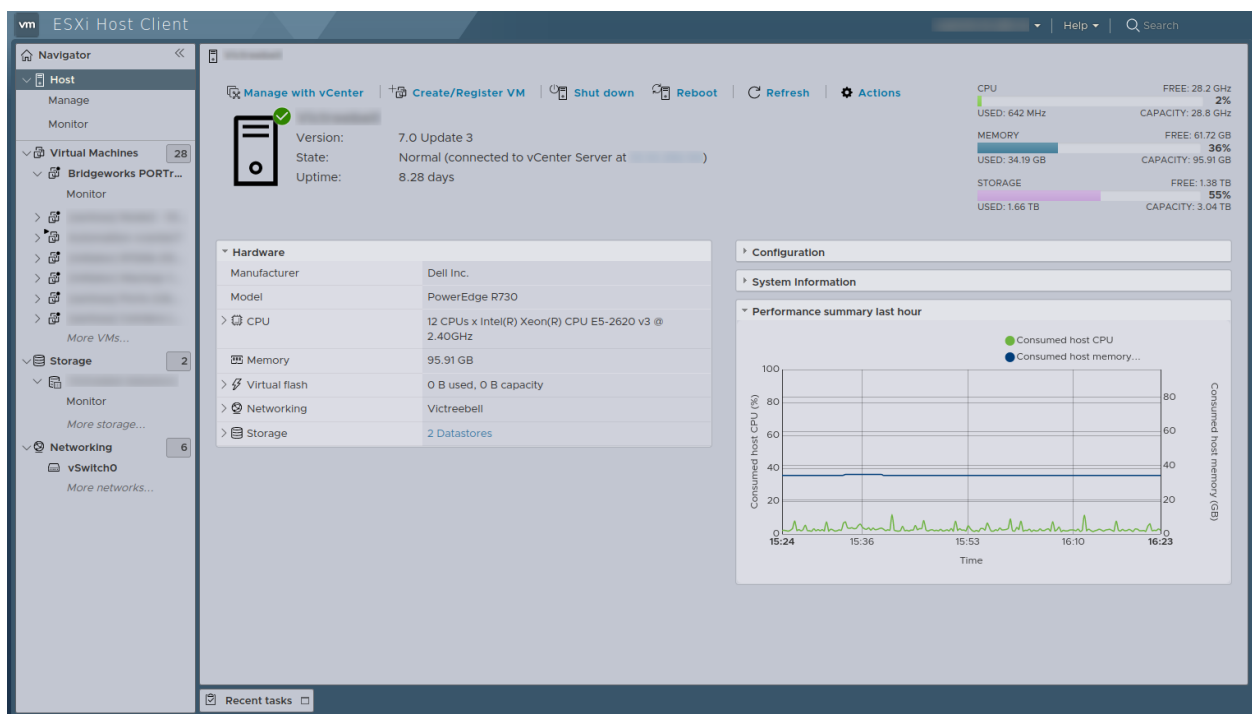 vm ESXi Host Client
Help
Search
Navigator
Host
Manage
Monitor
Virtual Machines 28
Bridgeworks PORTr...
Monitor
More VMs...
Storage 2
Monitor
More storage...
Networking 6
vSwitch0
More networks...
Manage with vCenter
Create/Register VM
Shut down
Reboot
Refresh
Actions
Version: 7.0 Update 3
State: Normal (connected to vCenter Server at )
Uptime: 8.28 days
CPU FREE: 28.2 GHz
2%
USED: 642 MHz CAPACITY: 28.8 GHz
MEMORY FREE: 61.72 GB
36%
USED: 34.19 GB CAPACITY: 95.91 GB
STORAGE FREE: 1.38 TB
55%
USED: 1.66 TB CAPACITY: 3.04 TB
Hardware
Manufacturer Dell Inc.
Model PowerEdge R730
CPU 12 CPUs x Intel(R) Xeon(R) CPU E5-2620 v3 @
2.40GHz
Memory 95.91 GB
Virtual flash 0 B used, 0 B capacity
Networking Victreebell
Storage 2 Datastores
Configuration
System Information
Performance summary last hour
Consumed host CPU
Consumed host memory...
Consumed host CPU (%)
100
80
60
40
20
0
80
60
40
20
0
Consumed host memory (GB)
15:24 15:36 15:53 16:10 16:23
Time
Recent tasks